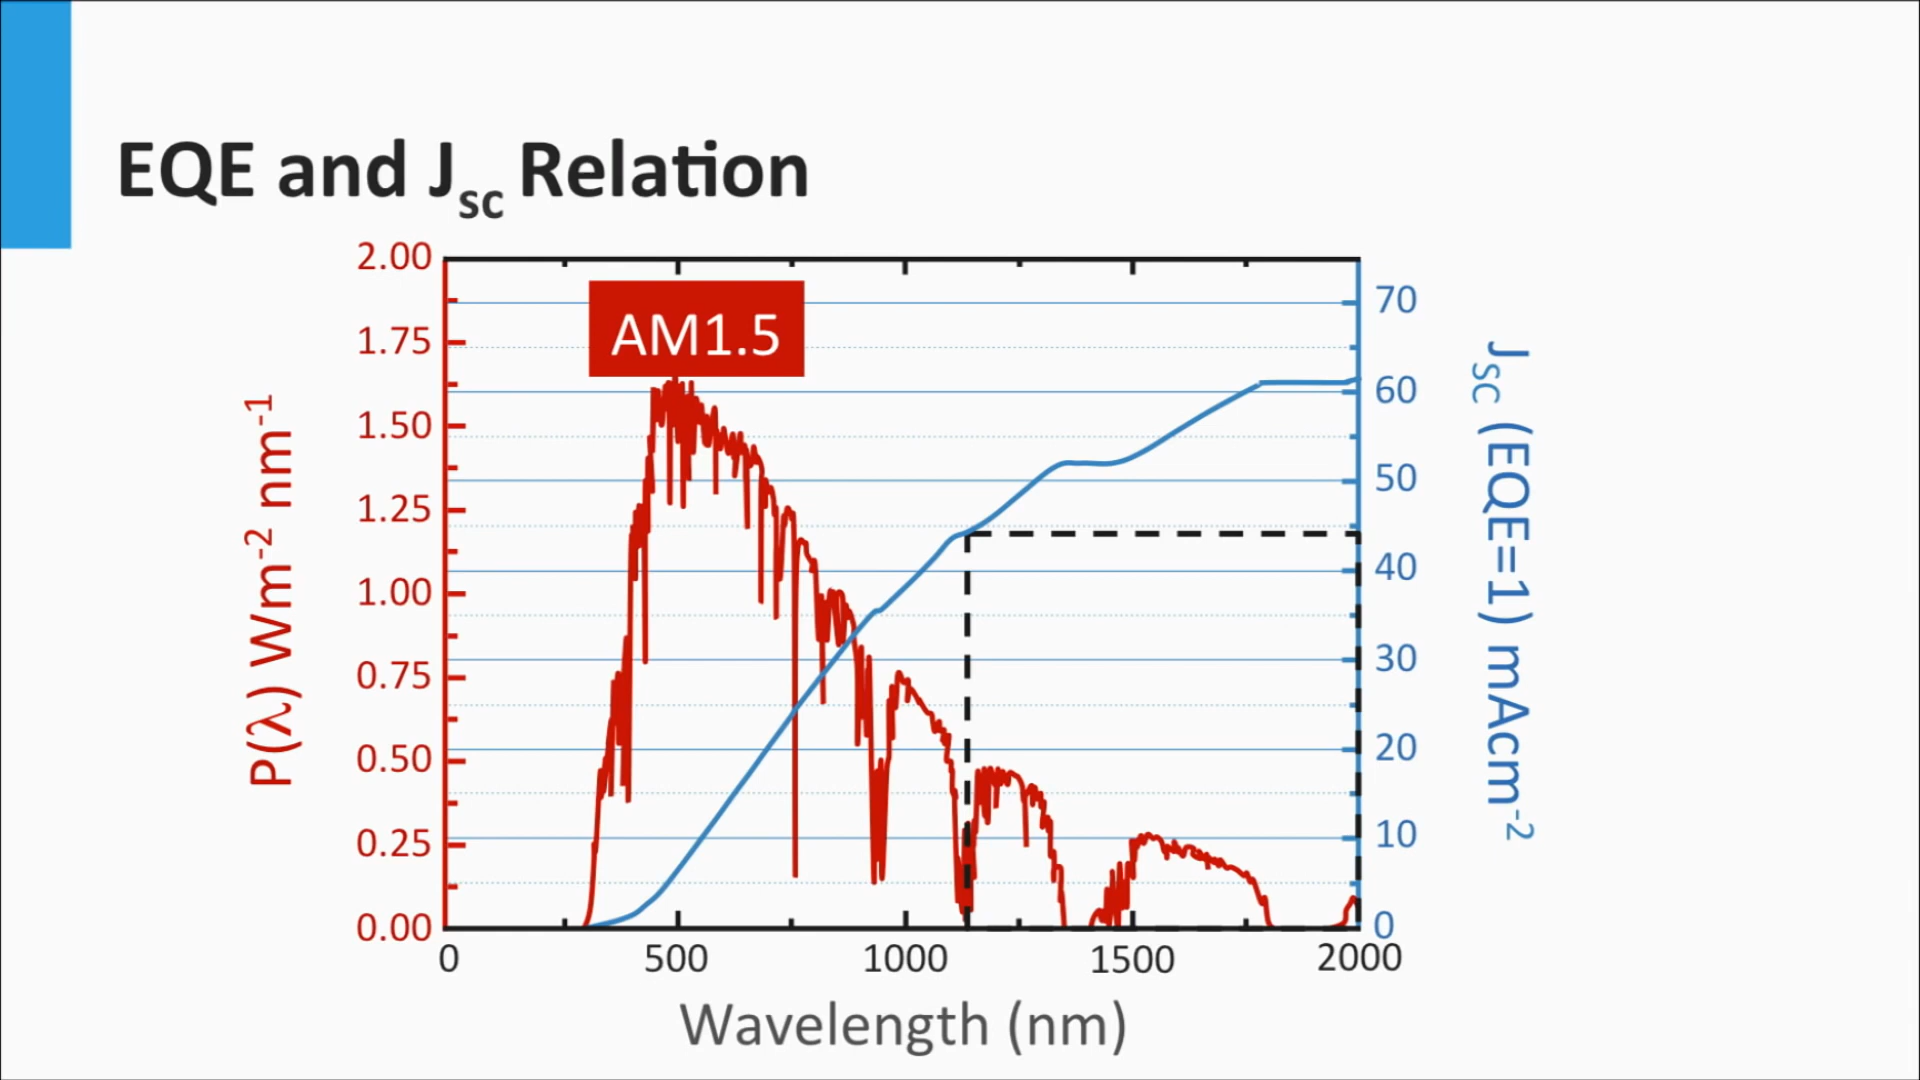 EQE and Jsc Relation
AM1.5
P(λ) Wm-2 nm-1
2.00
1.75
1.50
1.25
1.00
0.75
0.50
0.25
0.00
70
60
50
40
30
20
10
0
Jsc (EQE=1) mAcm-2
0 500 1000 1500 2000
Wavelength (nm)